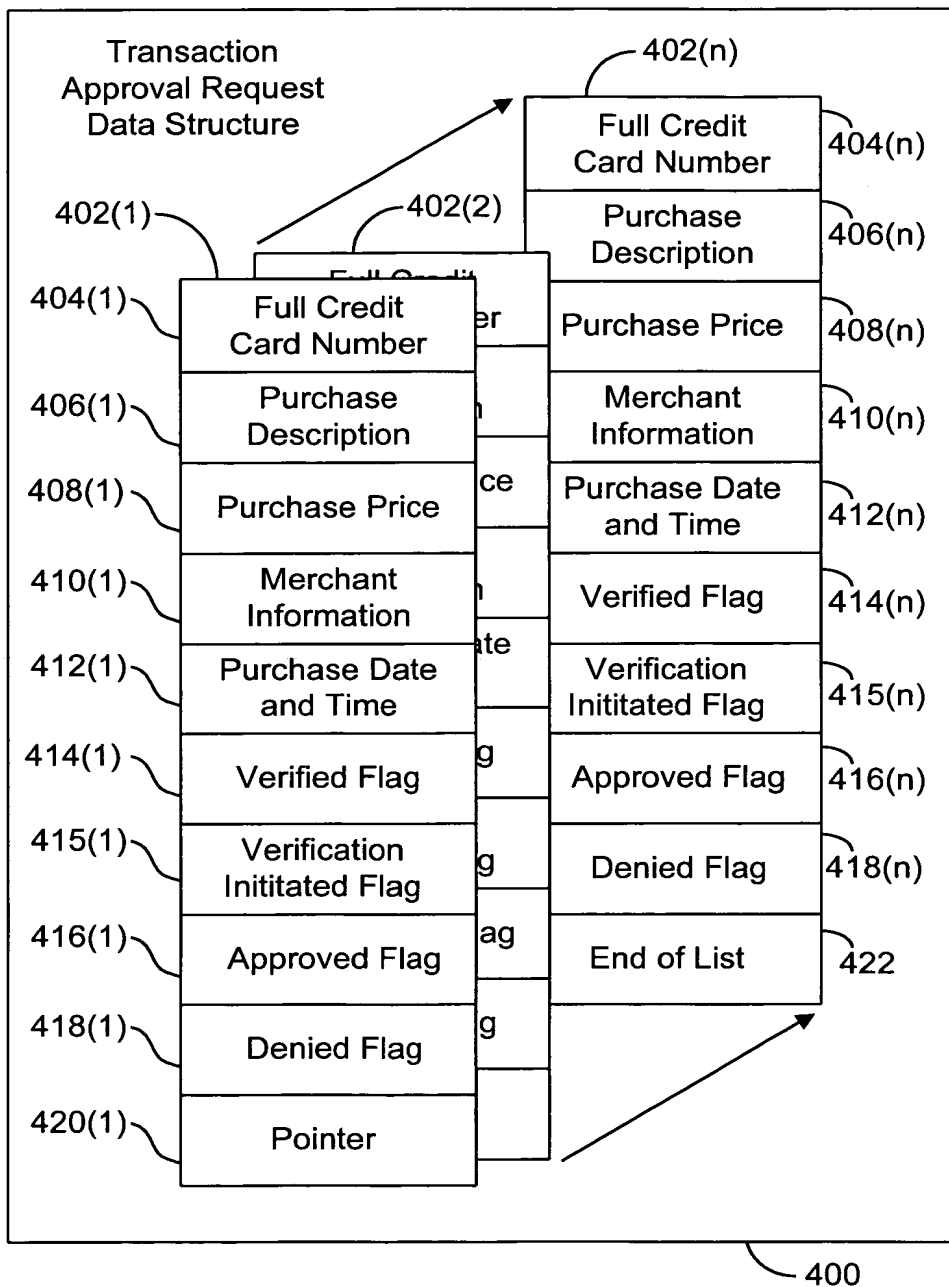 Transaction
Approval Request
Data Structure
402(1)
402(2)
402(n)
404(1)
Full Credit
Card Number
406(1)
Purchase
Description
408(1)
Purchase Price
410(1)
Merchant
Information
412(1)
Purchase Date
and Time
414(1)
Verified Flag
415(1)
Verification
Inititated Flag
416(1)
Approved Flag
418(1)
Denied Flag
420(1)
Pointer
Full Credit
Full Credit
Card Number
404(n)
Purchase
Description
406(n)
Purchase Price
408(n)
Merchant
Information
410(n)
Purchase Date
and Time
412(n)
Verified Flag
414(n)
Verification
Inititated Flag
415(n)
Approved Flag
416(n)
Denied Flag
418(n)
End of List
422
400